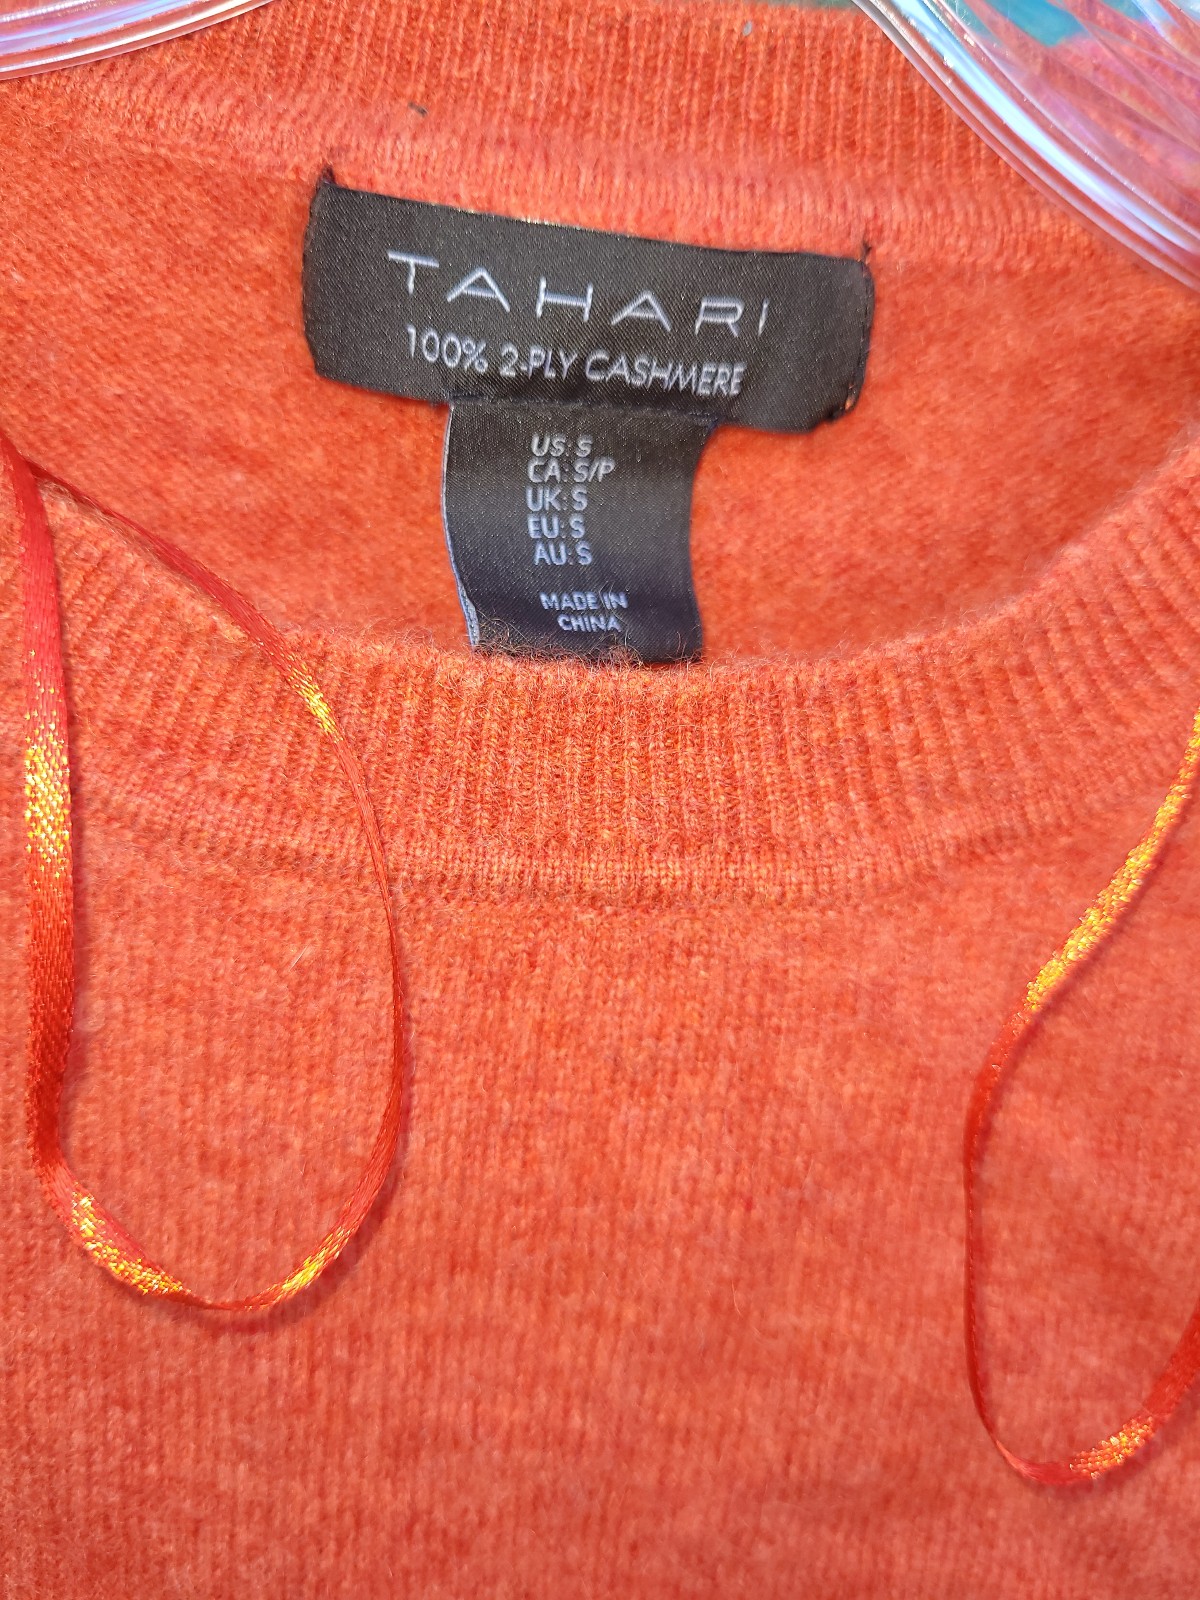 TAHARI
100% 2-PLY CASHMERE
US: S
CA: S/P
UK: S
EU: S
AU: S
MADE IN
CHINA